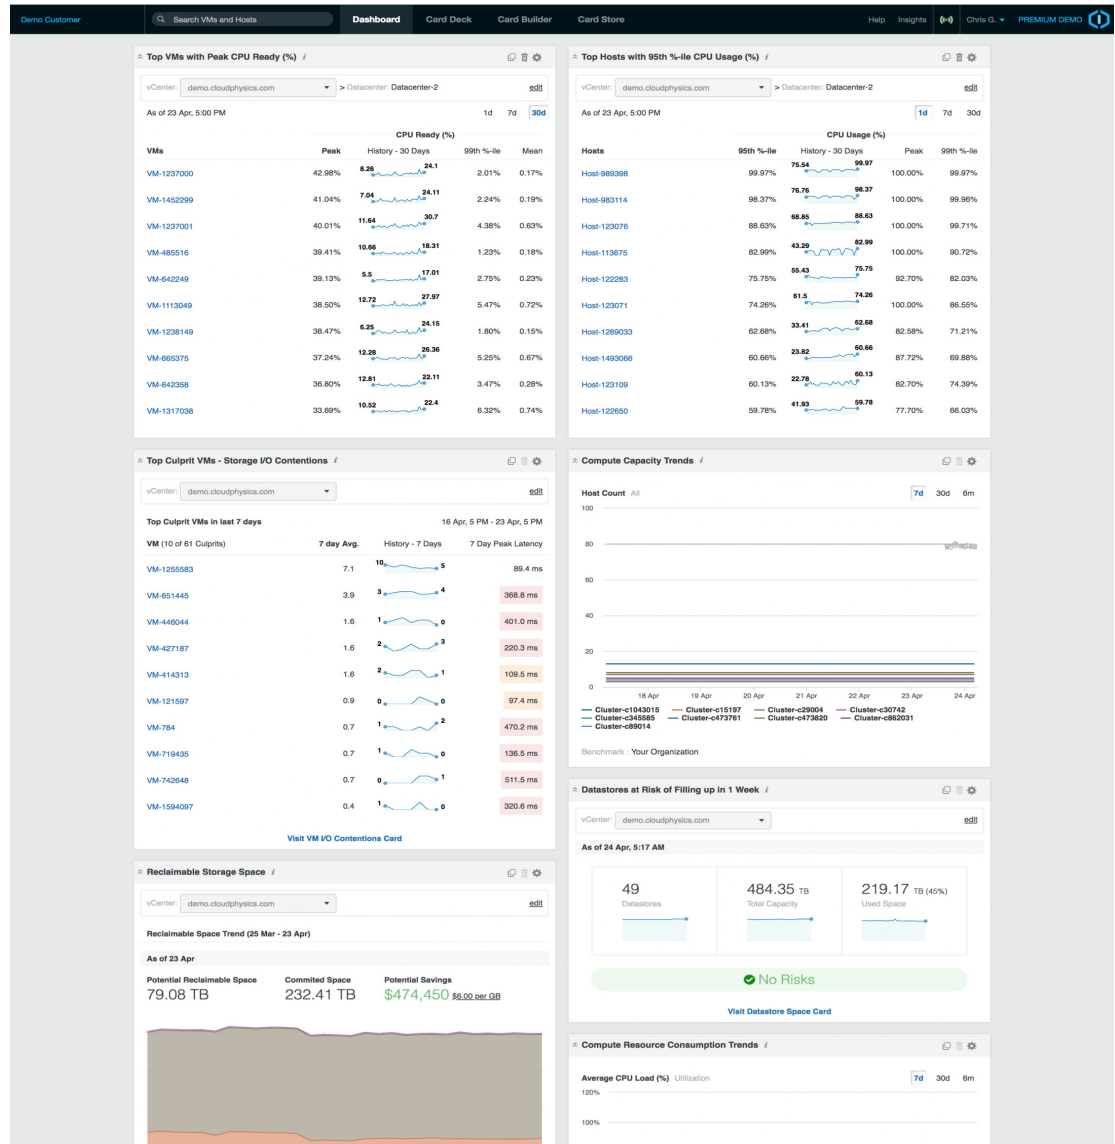 Demo Customer
Search VMs and Hosts
Dashboard
Card Deck
Card Builder
Card Store
Help
Insights
Chris G.
PREMIUM DEMO
Top VMs with Peak CPU Ready (%) i
vCenter: demo.cloudphysics.com > Datacenter: Datacenter-2 edit
As of 23 Apr, 5:00 PM 1d 7d 30d
CPU Ready (%)
VMs Peak History - 30 Days 99th %-ile Mean
VM-1237000 42.98% 8.26 24.1 2.01% 0.17%
VM-1452299 41.04% 7.04 24.11 2.24% 0.19%
VM-1237001 40.01% 11.64 30.7 4.38% 0.63%
VM-485516 39.41% 10.66 18.31 1.23% 0.18%
VM-642249 39.13% 5.5 17.01 2.75% 0.23%
VM-1113049 38.50% 12.72 27.97 5.47% 0.72%
VM-1238149 38.47% 6.25 24.15 1.80% 0.15%
VM-665375 37.24% 12.28 26.36 5.25% 0.67%
VM-642358 36.80% 12.81 22.11 3.47% 0.28%
VM-1317038 33.69% 10.52 22.4 6.32% 0.74%
Top Hosts with 95th %-ile CPU Usage (%) i
vCenter: demo.cloudphysics.com > Datacenter: Datacenter-2 edit
As of 23 Apr, 5:00 PM 1d 7d 30d
CPU Usage (%)
Hosts 95th %-ile History - 30 Days Peak 99th %-ile
Host-989398 99.97% 75.54 99.97 100.00% 99.97%
Host-983114 98.37% 76.76 98.37 100.00% 99.96%
Host-123076 88.63% 68.85 88.63 100.00% 99.71%
Host-113675 82.99% 43.29 82.99 100.00% 90.72%
Host-122283 75.75% 55.43 75.75 92.70% 82.03%
Host-123071 74.26% 61.5 74.26 100.00% 86.55%
Host-1289033 62.68% 33.41 62.68 82.58% 71.21%
Host-1493066 60.66% 23.82 60.66 87.72% 69.88%
Host-123109 60.13% 22.78 60.13 82.70% 74.39%
Host-122650 59.78% 41.93 59.78 77.70% 66.03%
Top Culprit VMs - Storage I/O Contentions i
vCenter: demo.cloudphysics.com edit
Top Culprit VMs in last 7 days 16 Apr, 5 PM - 23 Apr, 5 PM
VM (10 of 61 Culprits) 7 day Avg. History - 7 Days 7 Day Peak Latency
VM-1255583 7.1 10 5 89.4 ms
VM-651445 3.9 3 4 368.8 ms
VM-446044 1.6 1 0 401.0 ms
VM-427187 1.6 2 3 220.3 ms
VM-414313 1.6 2 1 109.5 ms
VM-121597 0.9 0 0 97.4 ms
VM-784 0.7 1 2 470.2 ms
VM-719435 0.7 1 0 136.5 ms
VM-742648 0.7 0 1 511.5 ms
VM-1594097 0.4 1 0 320.6 ms
Visit VM I/O Contentions Card
Compute Capacity Trends i
Host Count All 7d 30d 6m
100
80
60
40
20
0
18 Apr 19 Apr 20 Apr 21 Apr 22 Apr 23 Apr 24 Apr
Cluster-c1043015 Cluster-c15197 Cluster-c29004 Cluster-c30742
Cluster-c345585 Cluster-c473761 Cluster-c473820 Cluster-c862031
Cluster-c89014
Benchmark : Your Organization
Datastores at Risk of Filling up in 1 Week i
vCenter: demo.cloudphysics.com edit
As of 24 Apr, 5:17 AM
49 484.35 TB 219.17 TB (45%)
Datastores Total Capacity Used Space
No Risks
Visit Datastore Space Card
Reclaimable Storage Space i
vCenter: demo.cloudphysics.com edit
Reclaimable Space Trend (25 Mar - 23 Apr)
As of 23 Apr
Potential Reclaimable Space Commited Space Potential Savings
79.08 TB 232.41 TB $474,450 $6.00 per GB
Compute Resource Consumption Trends i
Average CPU Load (%) Utilization 7d 30d 6m
120%
100%